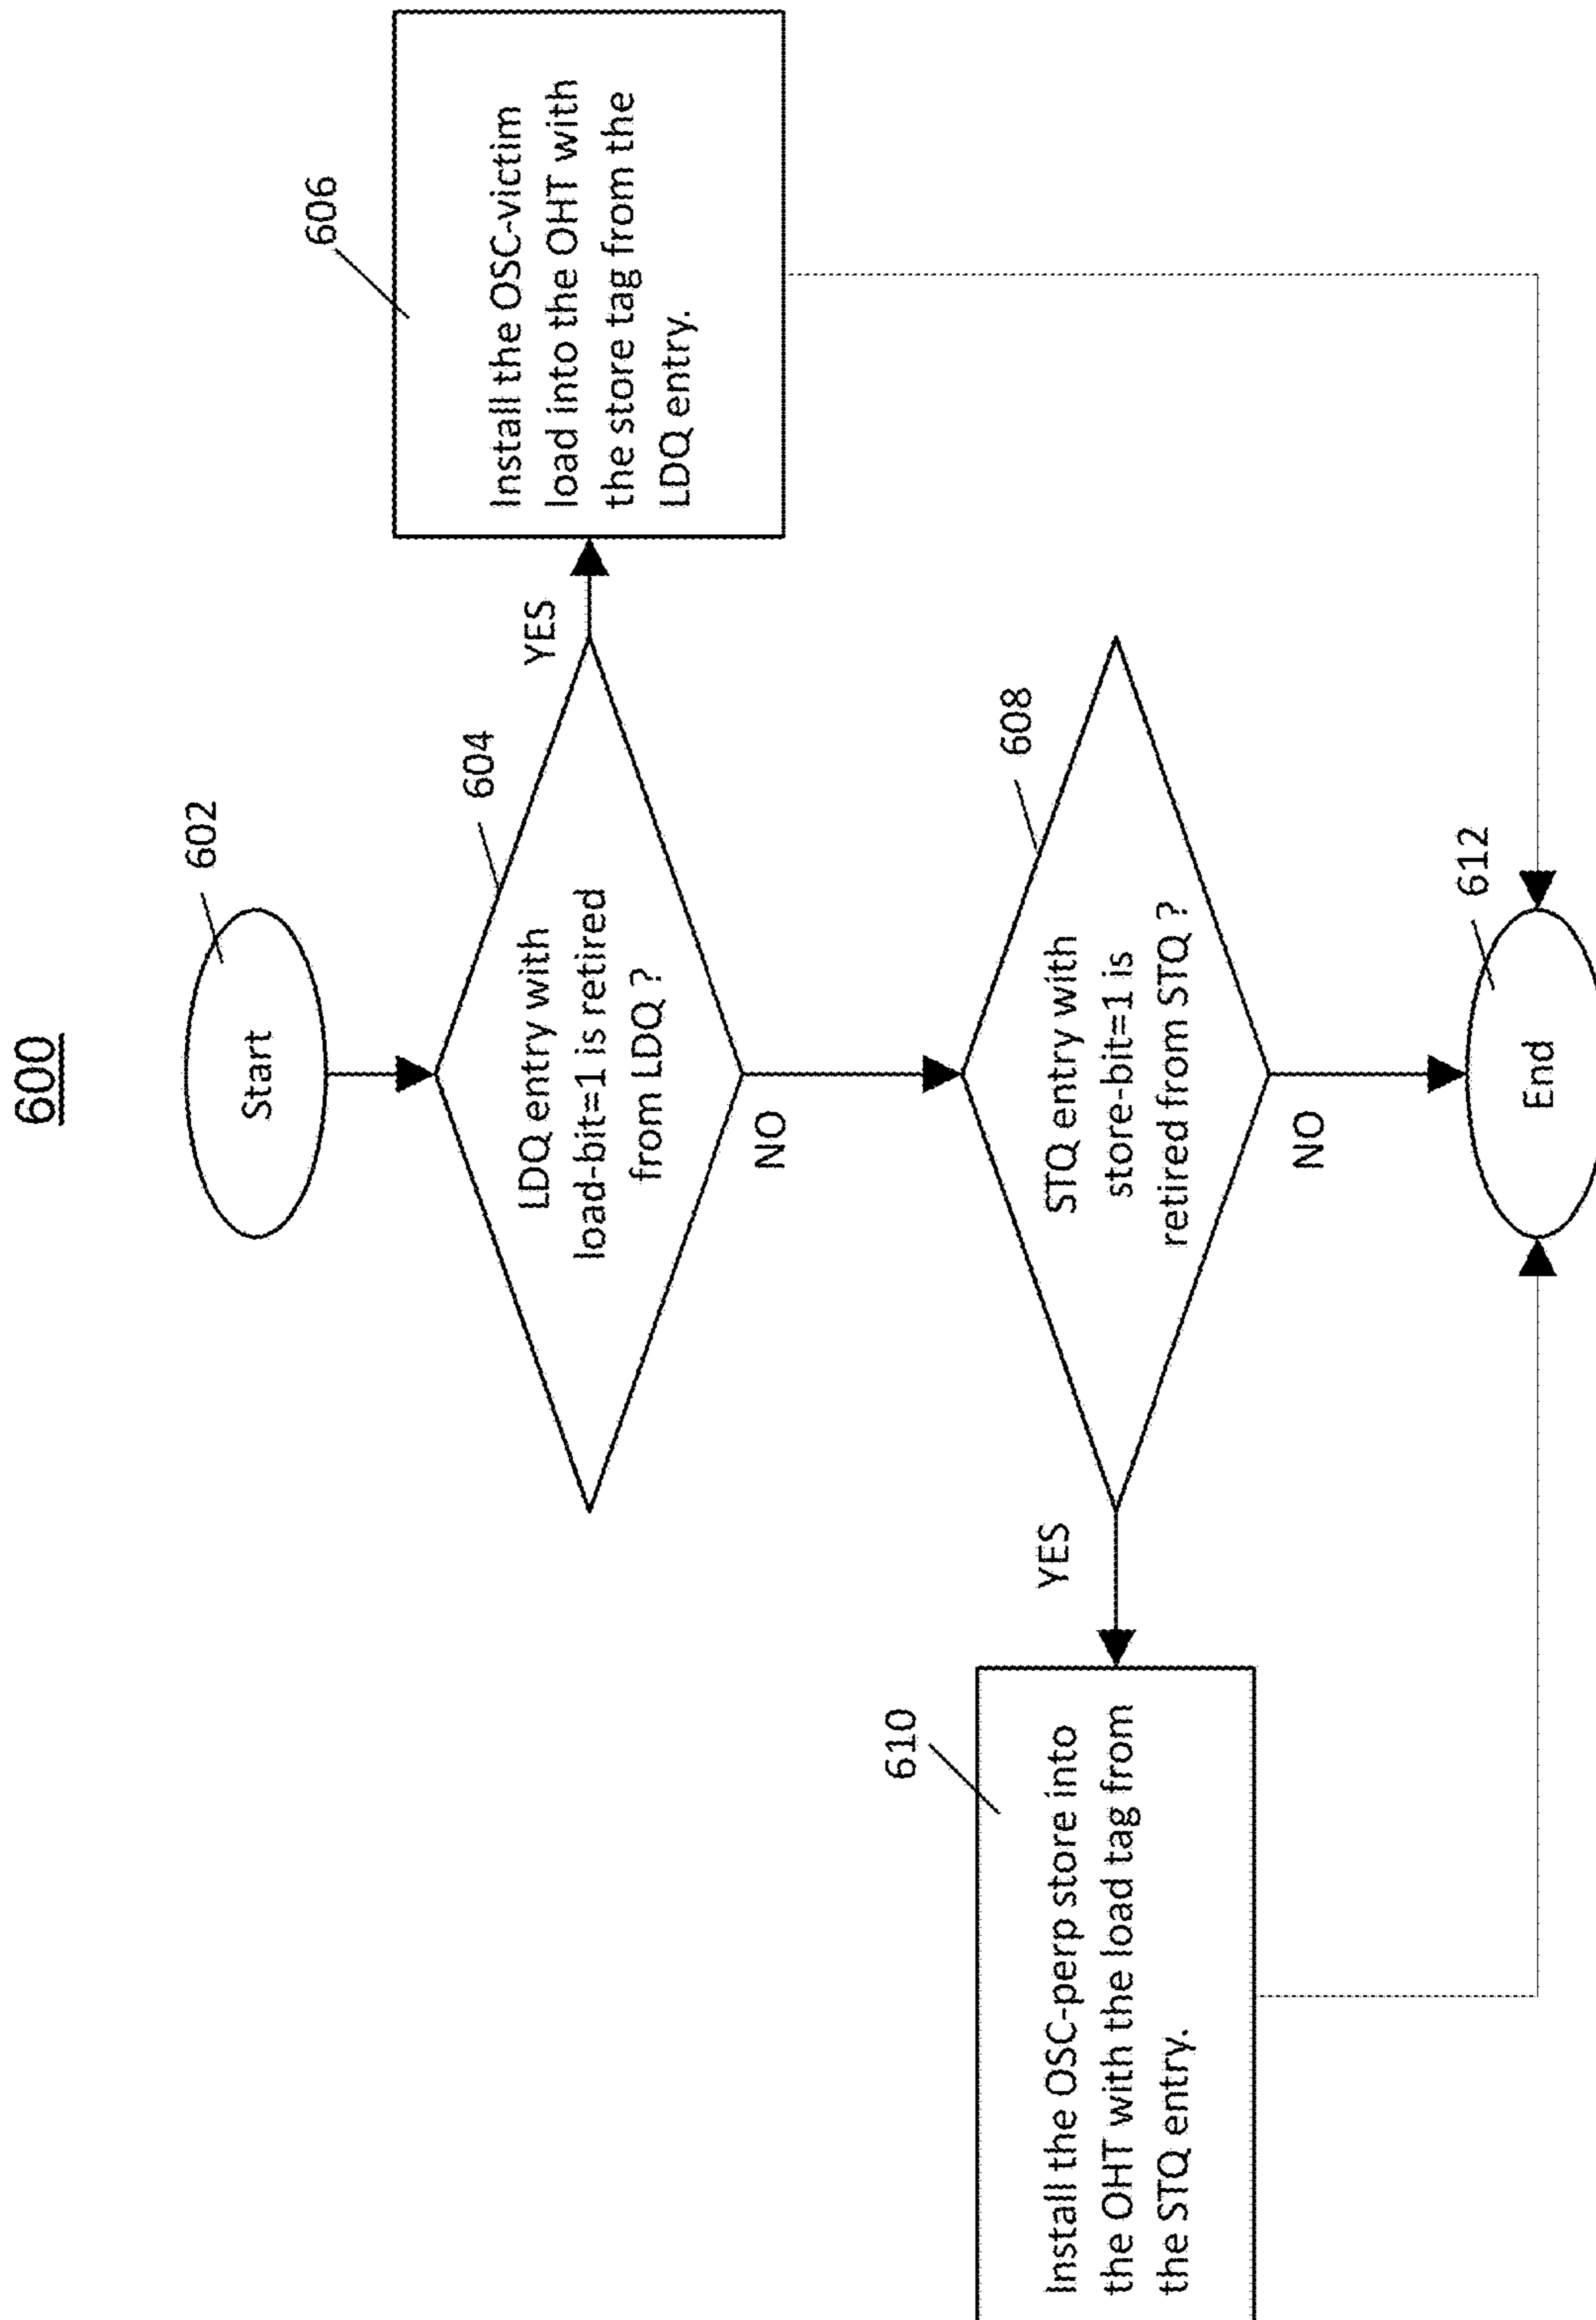 600
Start
602
LDQ entry with
load-bit=1 is retired
from LDQ ?
604
YES
606
Install the OSC-victim
load into the OHT with
the store tag from the
LDQ entry.
NO
STQ entry with
store-bit=1 is
retired from STQ ?
608
YES
610
Install the OSC-perp store into
the OHT with the load tag from
the STQ entry.
NO
End
612